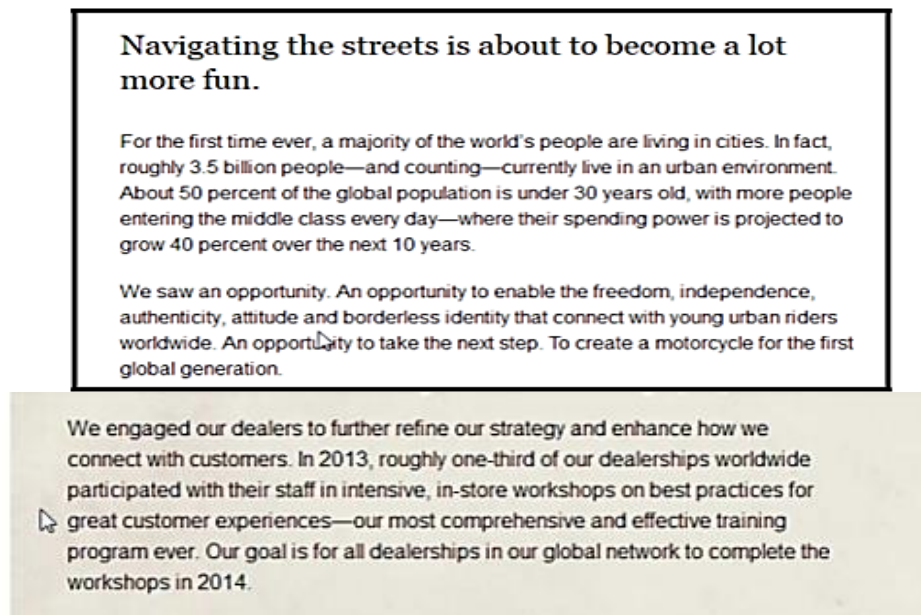 Navigating the streets is about to become a lot
more fun.
For the first time ever, a majority of the world's people are living in cities. In fact,
roughly 3.5 billion people—and counting—currently live in an urban environment.
About 50 percent of the global population is under 30 years old, with more people
entering the middle class every day—where their spending power is projected to
grow 40 percent over the next 10 years.
We saw an opportunity. An opportunity to enable the freedom, independence,
authenticity, attitude and borderless identity that connect with young urban riders
worldwide. An opportunity to take the next step. To create a motorcycle for the first
global generation.
We engaged our dealers to further refine our strategy and enhance how we
connect with customers. In 2013, roughly one-third of our dealerships worldwide
participated with their staff in intensive, in-store workshops on best practices for
great customer experiences—our most comprehensive and effective training
program ever. Our goal is for all dealerships in our global network to complete the
workshops in 2014.